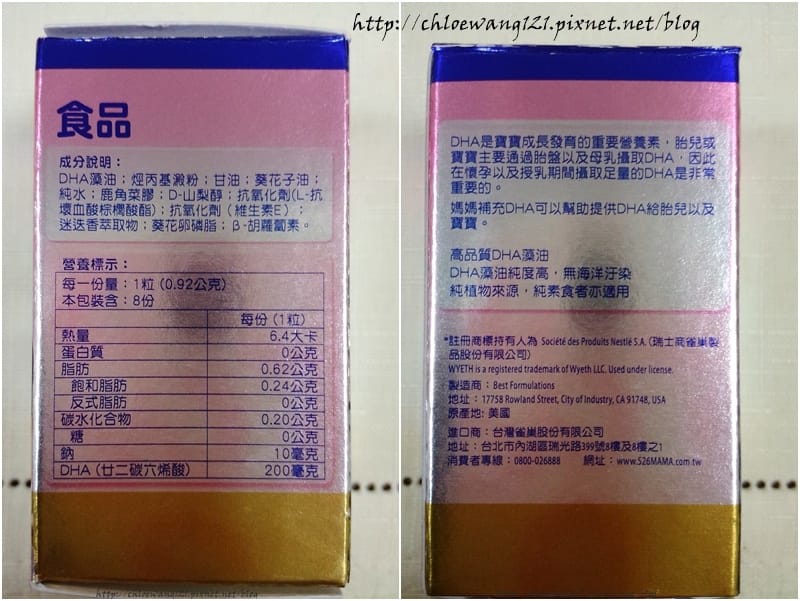 http://chloewang121.pixnet.net/blog
食品
成分說明：
DHA藻油；烴丙基澱粉；甘油；葵花子油；
純水；鹿角菜膠；D-山梨醇；抗氧化劑(L-抗
壞血酸棕櫚酸酯)；抗氧化劑（維生素E）；
迷迭香萃取物；葵花卵磷脂；β-胡蘿蔔素。
營養標示：
每一份量：1粒 (0.92公克)
本包裝含：8份
每份 (1粒)
熱量 6.4大卡
蛋白質 0公克
脂肪 0.62公克
飽和脂肪 0.24公克
反式脂肪 0公克
碳水化合物 0.20公克
糖 0公克
鈉 10毫克
DHA (廿二碳六烯酸) 200毫克
http://chloewang121.pixnet.net/blog
DHA是寶寶成長發育的重要營養素，胎兒或
寶寶主要通過胎盤以及母乳攝取DHA，因此
在懷孕以及授乳期間攝取足量的DHA是非常
重要的。
媽媽補充DHA可以幫助提供DHA給胎兒以及
寶寶。
高品質DHA藻油
DHA藻油純度高，無海洋汙染
純植物來源，純素食者亦適用
*註冊商標持有人為 Société des Produits Nestlé S.A. (瑞士商雀巢製
品股份有限公司)
WYETH is a registered trademark of Wyeth LLC. Used under license.
製造商：Best Formulations
地址：17758 Rowland Street, City of Industry, CA 91748, USA
原產地: 美國
進口商：台灣雀巢股份有限公司
地址：台北市內湖區瑞光路399號8樓及8樓之1
消費者專線：0800-026888 網址：www.S26MAMA.com.tw